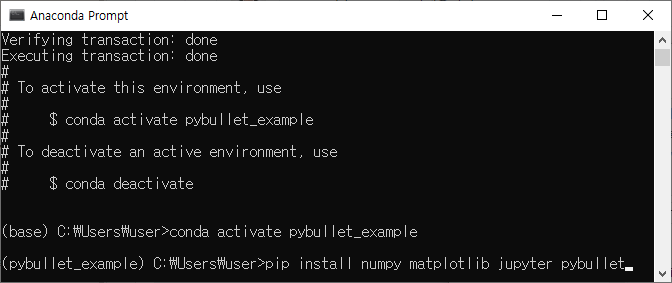 Anaconda Prompt
Verifying transaction: done
Executing transaction: done
#
# To activate this environment, use
#
#     $ conda activate pybullet_example
#
# To deactivate an active environment, use
#
#     $ conda deactivate
(base) C:₩Users₩user>conda activate pybullet_example
(pybullet_example) C:₩Users₩user>pip install numpy matplotlib jupyter pybullet